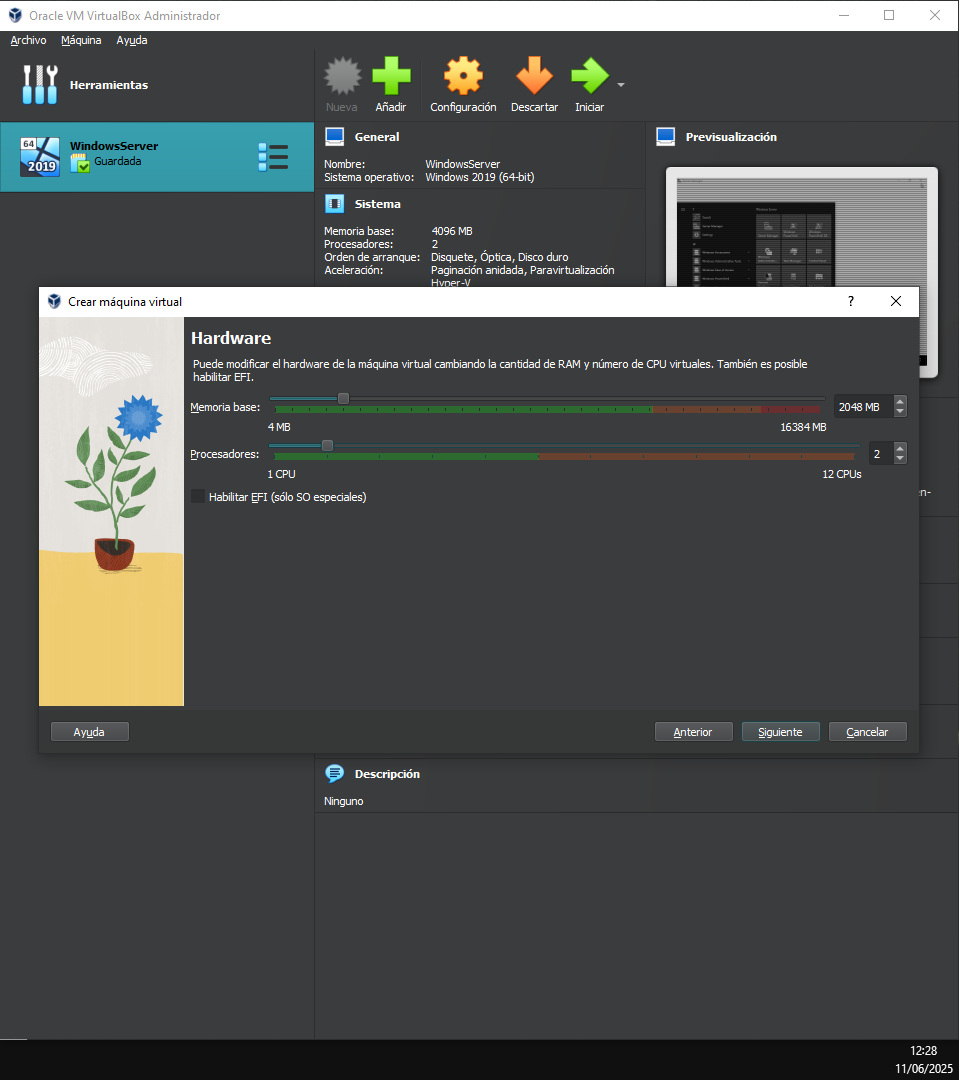 Oracle VM VirtualBox Administrador
Archivo Máquina Ayuda
Herramientas
Nueva Añadir Configuración Descartar Iniciar
64
2019
WindowsServer
Guardada
General
Nombre: WindowsServer
Sistema operativo: Windows 2019 (64-bit)
Sistema
Memoria base: 4096 MB
Procesadores: 2
Orden de arranque: Disquete, Óptica, Disco duro
Aceleración: Paginación anidada, Paravirtualización
Hyper-V
Previsualización
Crear máquina virtual ?
Hardware
Puede modificar el hardware de la máquina virtual cambiando la cantidad de RAM y número de CPU virtuales. También es posible
habilitar EFI.
Memoria base: 2048 MB
4 MB 16384 MB
Procesadores: 2
1 CPU 12 CPUs
Habilitar EFI (sólo SO especiales)
en-
Ayuda Anterior Siguiente Cancelar
Descripción
Ninguno
12:28
11/06/2025